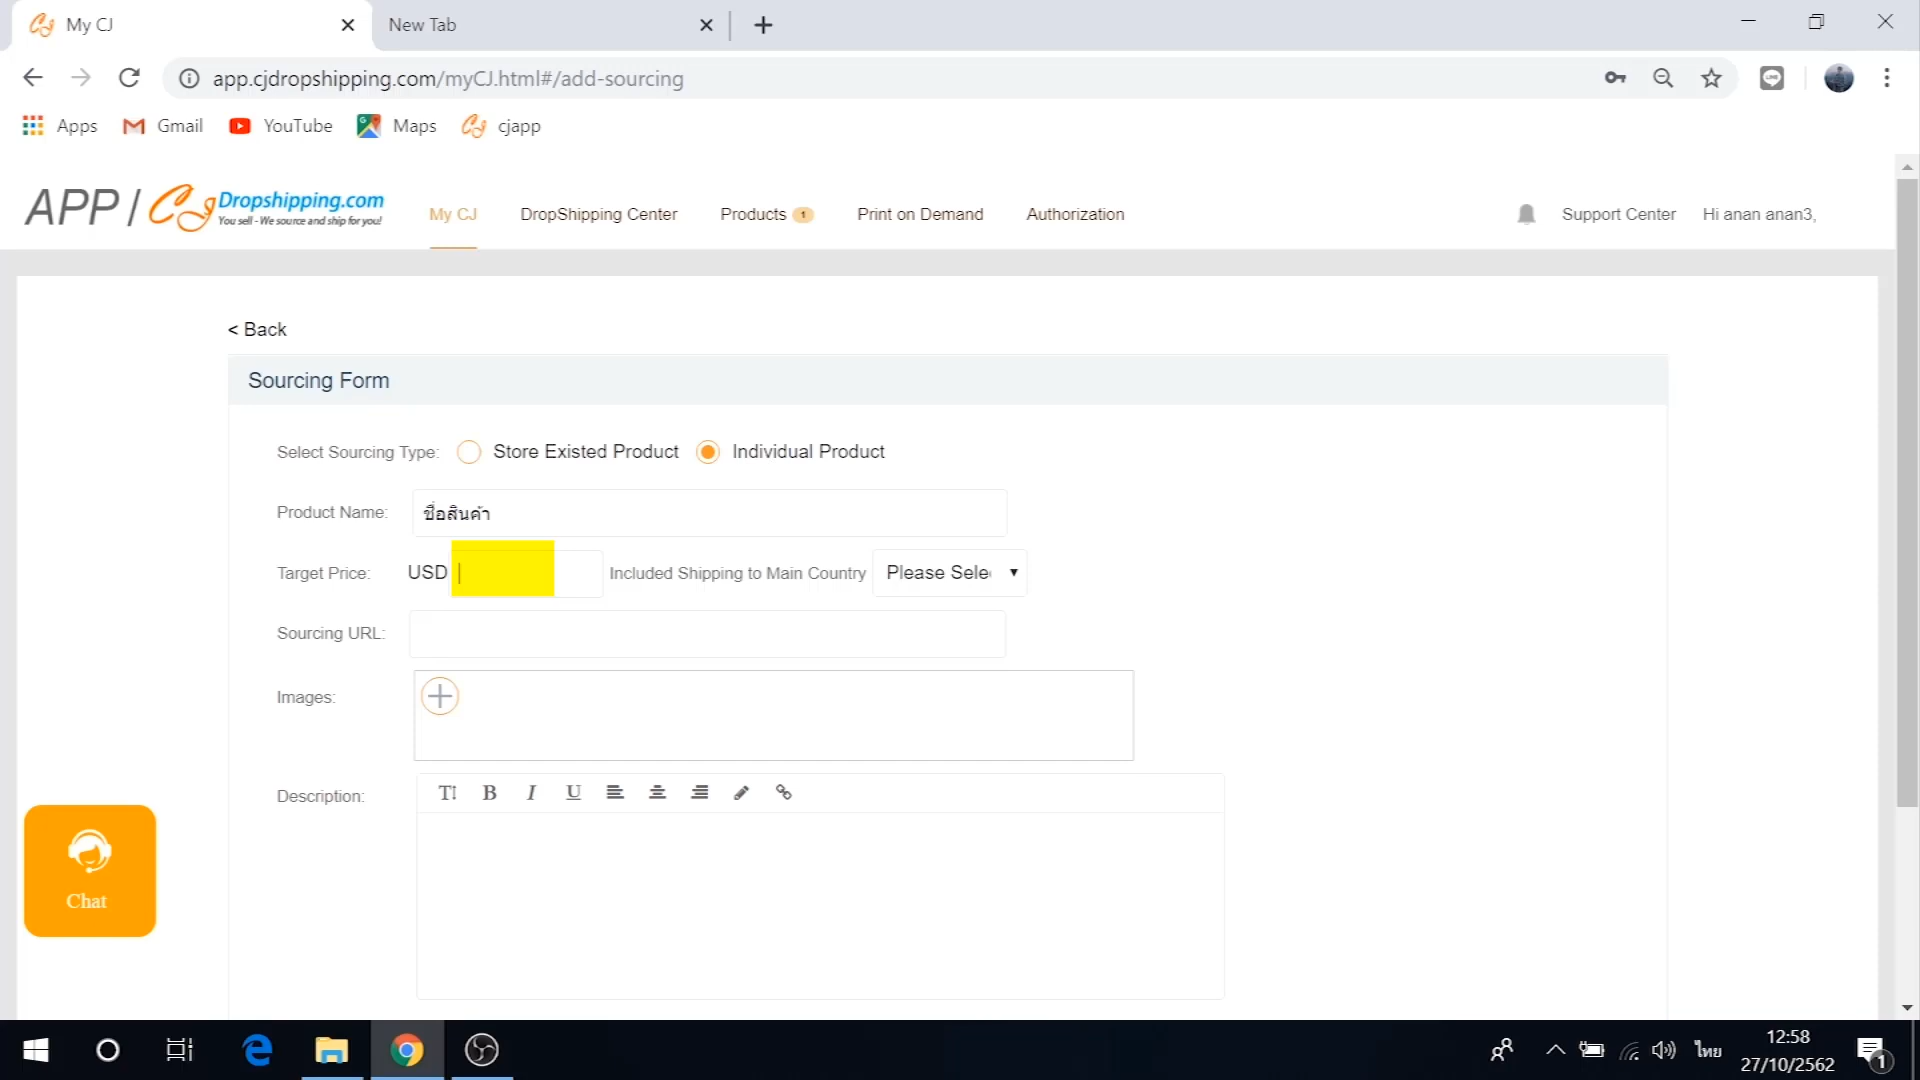 My CJ
New Tab
app.cjdropshipping.com/myCJ.html#/add-sourcing
Apps
Gmail
YouTube
Maps
cjapp
APP / CJ Dropshipping.com
You sell - We source and ship for you!
My CJ
DropShipping Center
Products 1
Print on Demand
Authorization
Support Center
Hi anan anan3,
< Back
Sourcing Form
Select Sourcing Type:
Store Existed Product
Individual Product
Product Name:
ชื่อสินค้า
Target Price:
USD
Included Shipping to Main Country
Please Sele
Sourcing URL:
Images:
Description:
B I U
Chat
ไทย
12:58
27/10/2562
1